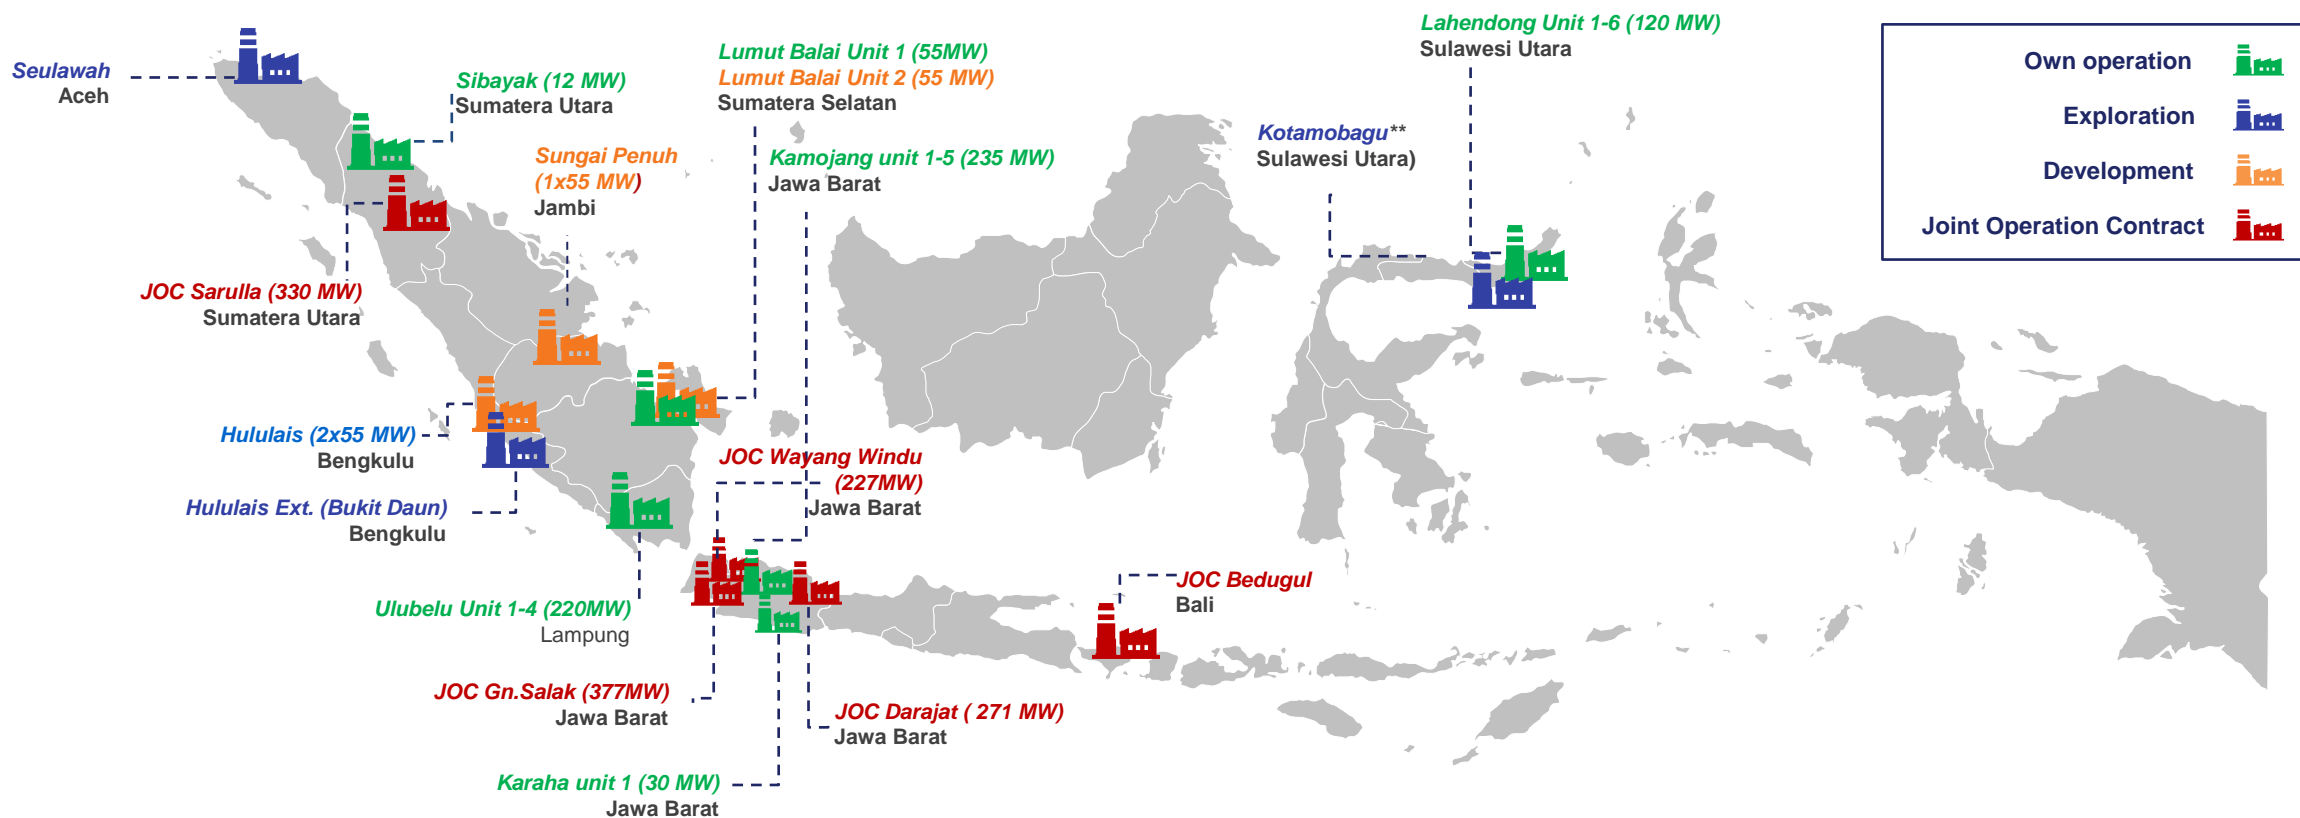 Seulawah
Aceh
Sibayak (12 MW)
Sumatera Utara
Lumut Balai Unit 1 (55MW)
Lumut Balai Unit 2 (55 MW)
Sumatera Selatan
Lahendong Unit 1-6 (120 MW)
Sulawesi Utara
Own operation
Exploration
Development
Joint Operation Contract
Sungai Penuh
(1x55 MW)
Jambi
Kamojang unit 1-5 (235 MW)
Jawa Barat
Kotamobagu**
Sulawesi Utara)
JOC Sarulla (330 MW)
Sumatera Utara
Hululais (2x55 MW)
Bengkulu
JOC Wayang Windu
(227MW)
Jawa Barat
Hululais Ext. (Bukit Daun)
Bengkulu
Ulubelu Unit 1-4 (220MW)
Lampung
JOC Bedugul
Bali
JOC Gn.Salak (377MW)
Jawa Barat
JOC Darajat ( 271 MW)
Jawa Barat
Karaha unit 1 (30 MW)
Jawa Barat